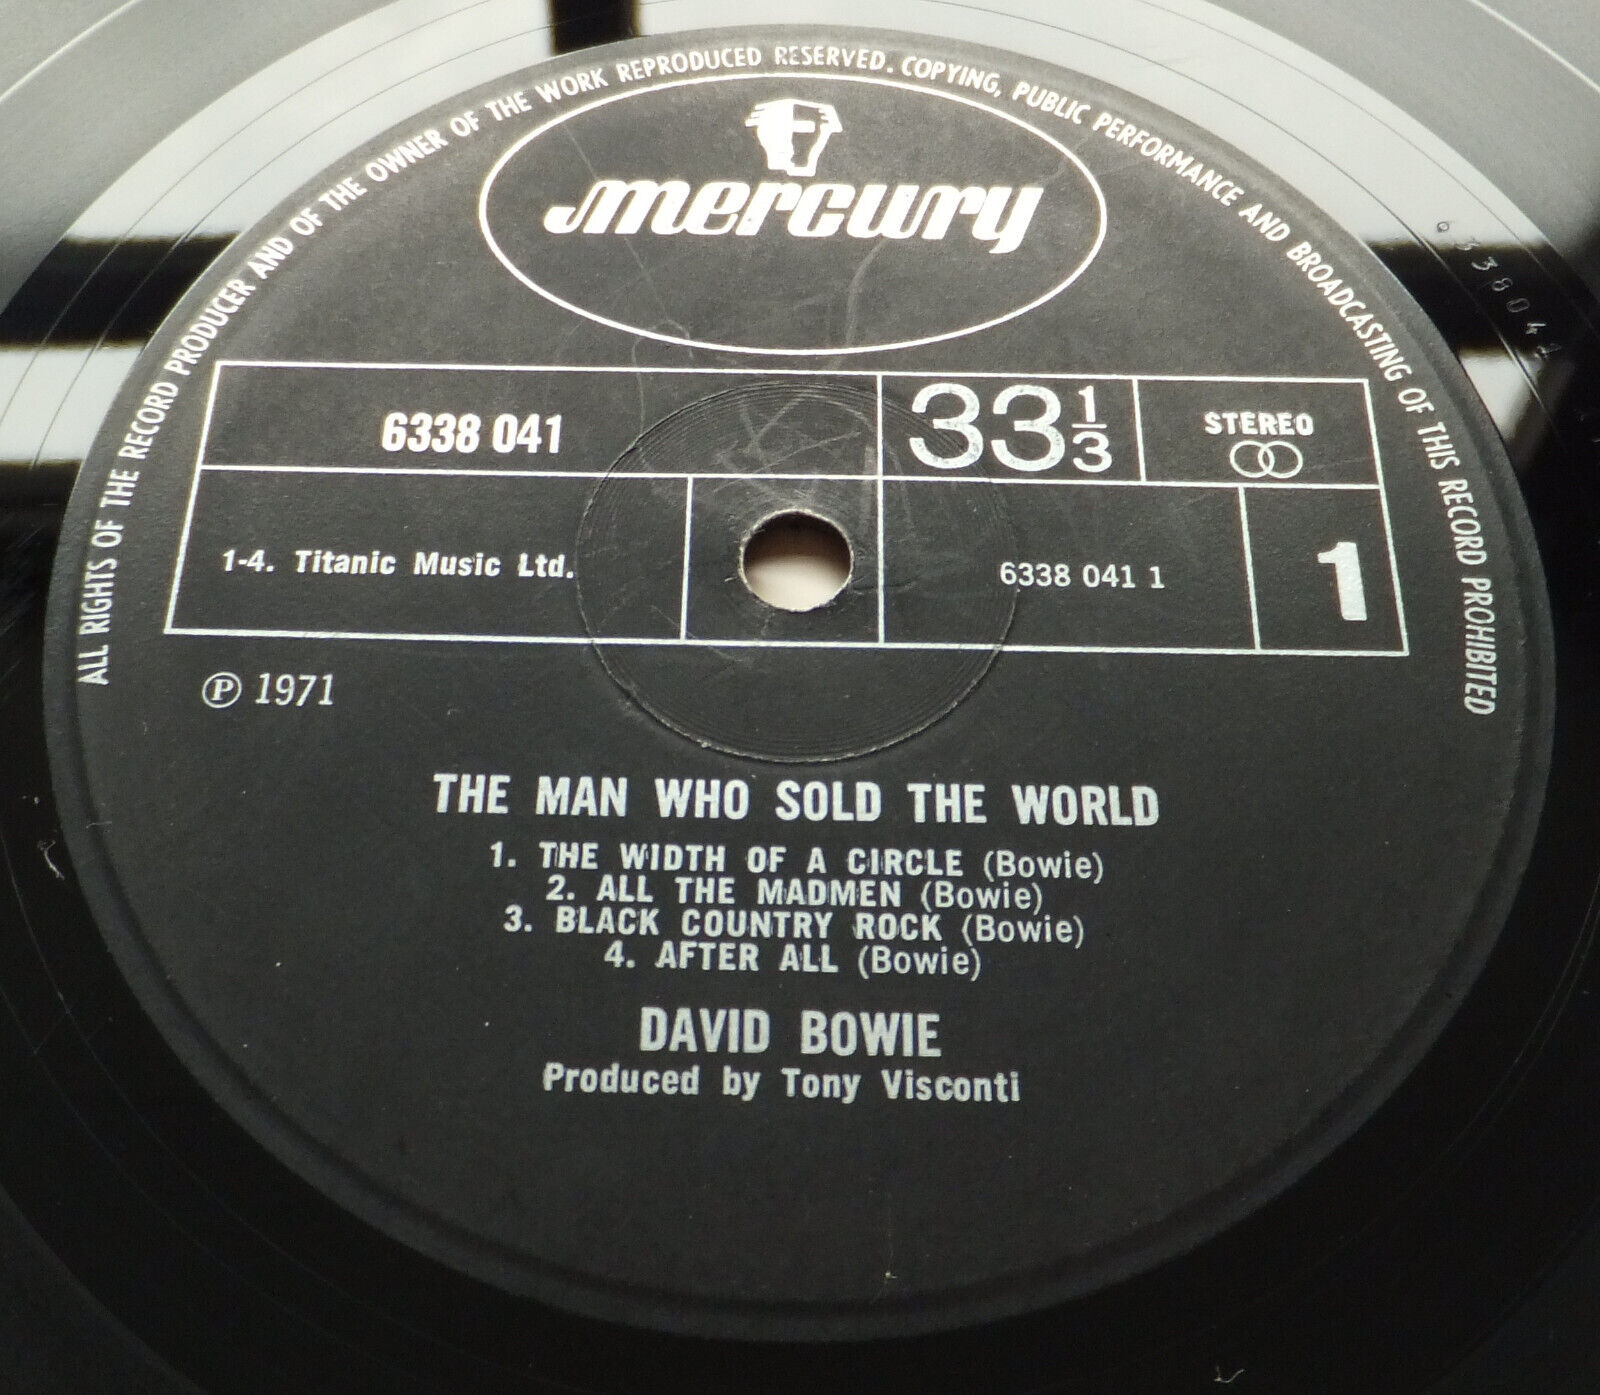 ALL RIGHTS OF THE RECORD PRODUCER AND OF THE OWNER OF THE WORK REPRODUCED RESERVED. COPYING, PUBLIC PERFORMANCE AND BROADCASTING OF THIS RECORD PROHIBITED
mercury
6338 041
33 1/3
STEREO
1-4. Titanic Music Ltd.
6338 041 1
1
℗ 1971
THE MAN WHO SOLD THE WORLD
1. THE WIDTH OF A CIRCLE (Bowie)
2. ALL THE MADMEN (Bowie)
3. BLACK COUNTRY ROCK (Bowie)
4. AFTER ALL (Bowie)
DAVID BOWIE
Produced by Tony Visconti